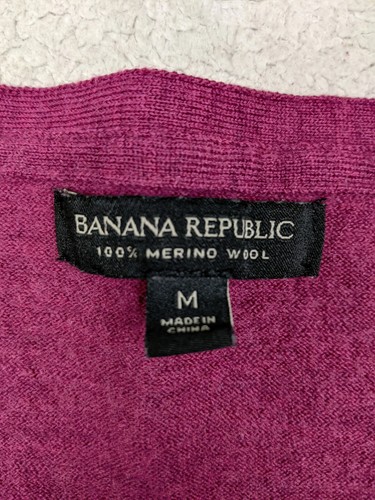 BANANA REPUBLIC
100% MERINO WOOL
M
MADE IN
CHINA